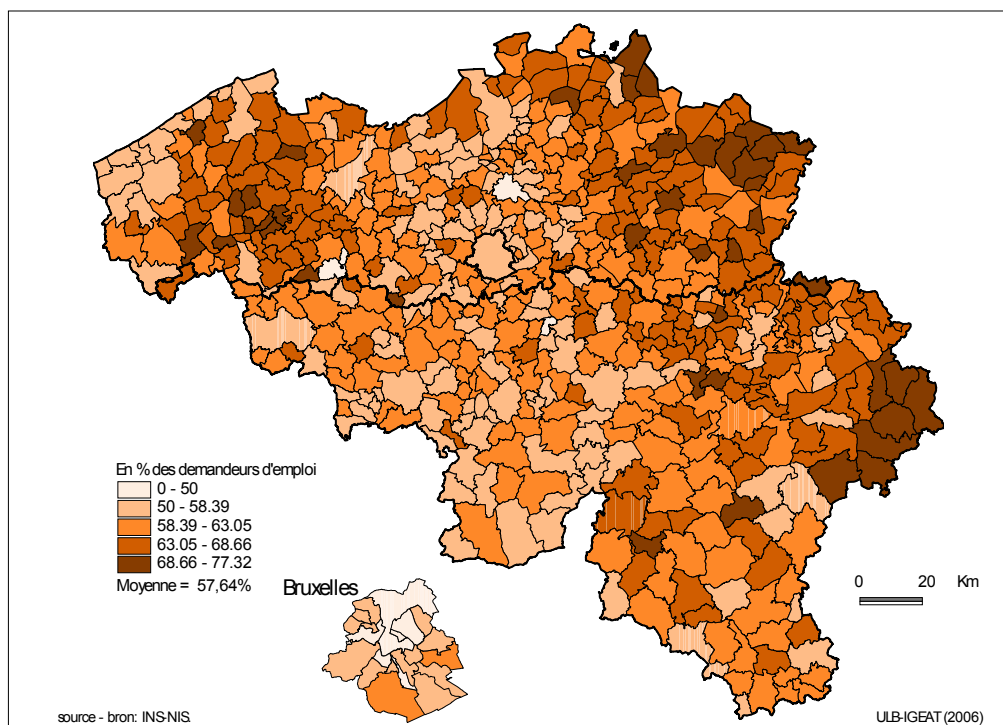 En % des demandeurs d'emploi
0 - 50
50 - 58.39
58.39 - 63.05
63.05 - 68.66
68.66 - 77.32
Moyenne = 57,64%
Bruxelles
0 20 Km
source - bron: INS-NIS.
ULB-IGEAT (2006)